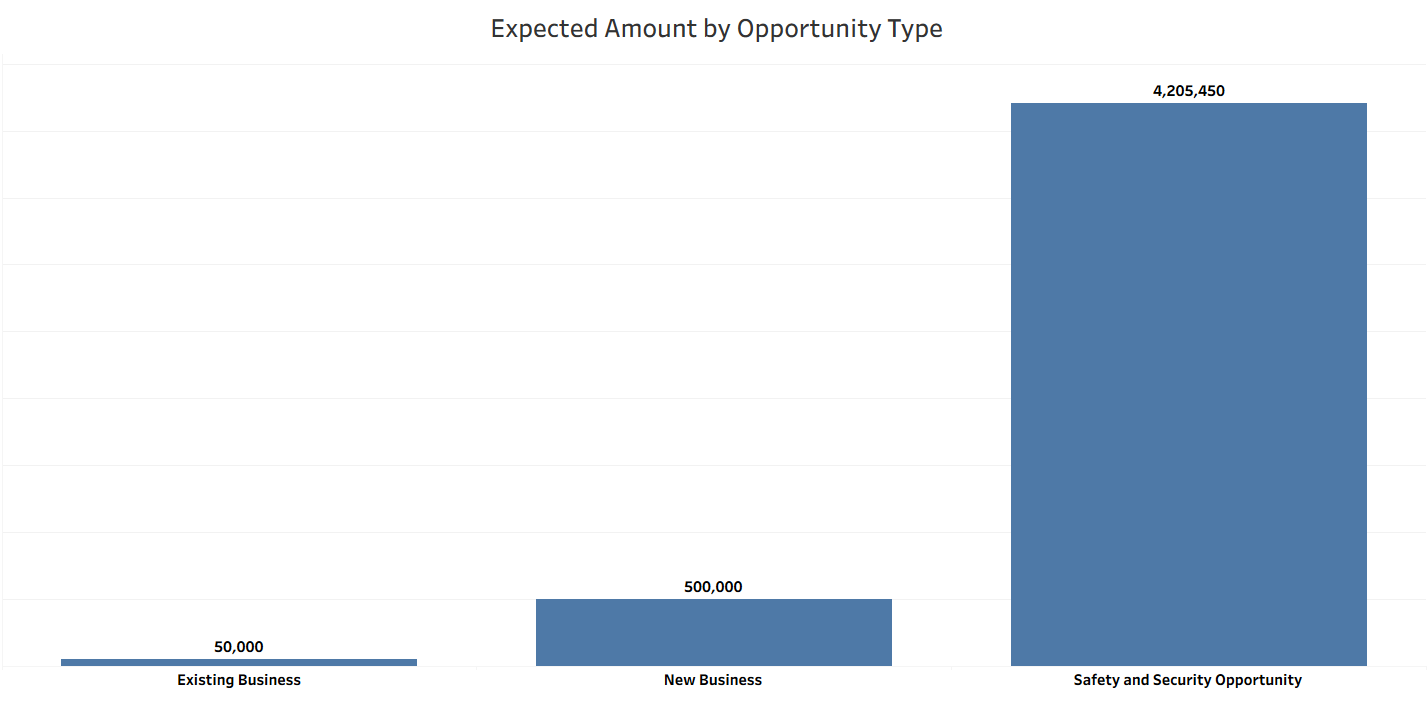 Expected Amount by Opportunity Type
4,205,450
500,000
50,000
Existing Business
New Business
Safety and Security Opportunity